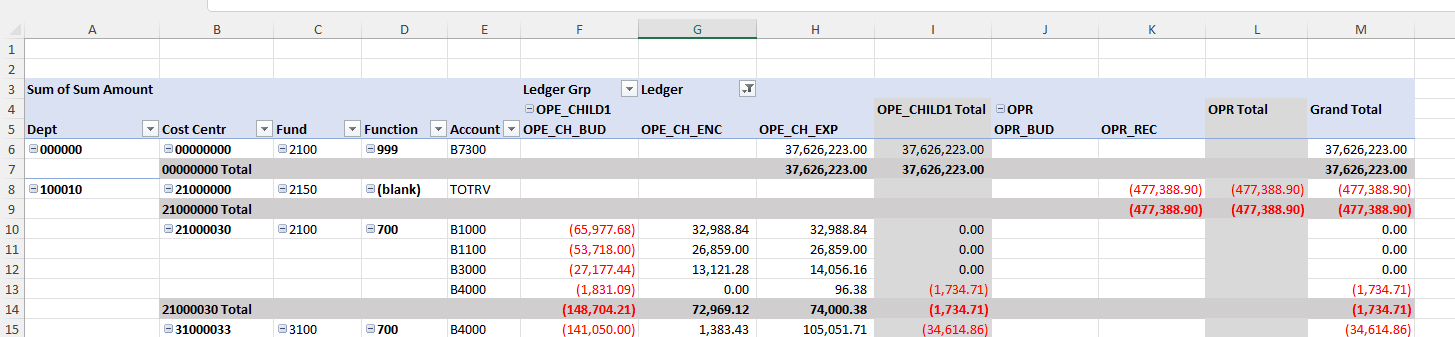 A B C D E F G H I J K L M
1
2
3 Sum of Sum Amount Ledger Grp Ledger
4 OPE_CHILD1 OPE_CHILD1 Total OPR OPR Total Grand Total
5 Dept Cost Centr Fund Function Account OPE_CH_BUD OPE_CH_ENC OPE_CH_EXP OPR_BUD OPR_REC
6 000000 00000000 2100 999 B7300 37,626,223.00 37,626,223.00 37,626,223.00
7 00000000 Total 37,626,223.00 37,626,223.00 37,626,223.00
8 100010 21000000 2150 (blank) TOTRV (477,388.90) (477,388.90) (477,388.90)
9 21000000 Total (477,388.90) (477,388.90) (477,388.90)
10 21000030 2100 700 B1000 (65,977.68) 32,988.84 32,988.84 0.00 0.00
11 B1100 (53,718.00) 26,859.00 26,859.00 0.00 0.00
12 B3000 (27,177.44) 13,121.28 14,056.16 0.00 0.00
13 B4000 (1,831.09) 0.00 96.38 (1,734.71) (1,734.71)
14 21000030 Total (148,704.21) 72,969.12 74,000.38 (1,734.71) (1,734.71)
15 31000033 3100 700 B4000 (141,050.00) 1,383.43 105,051.71 (34,614.86) (34,614.86)